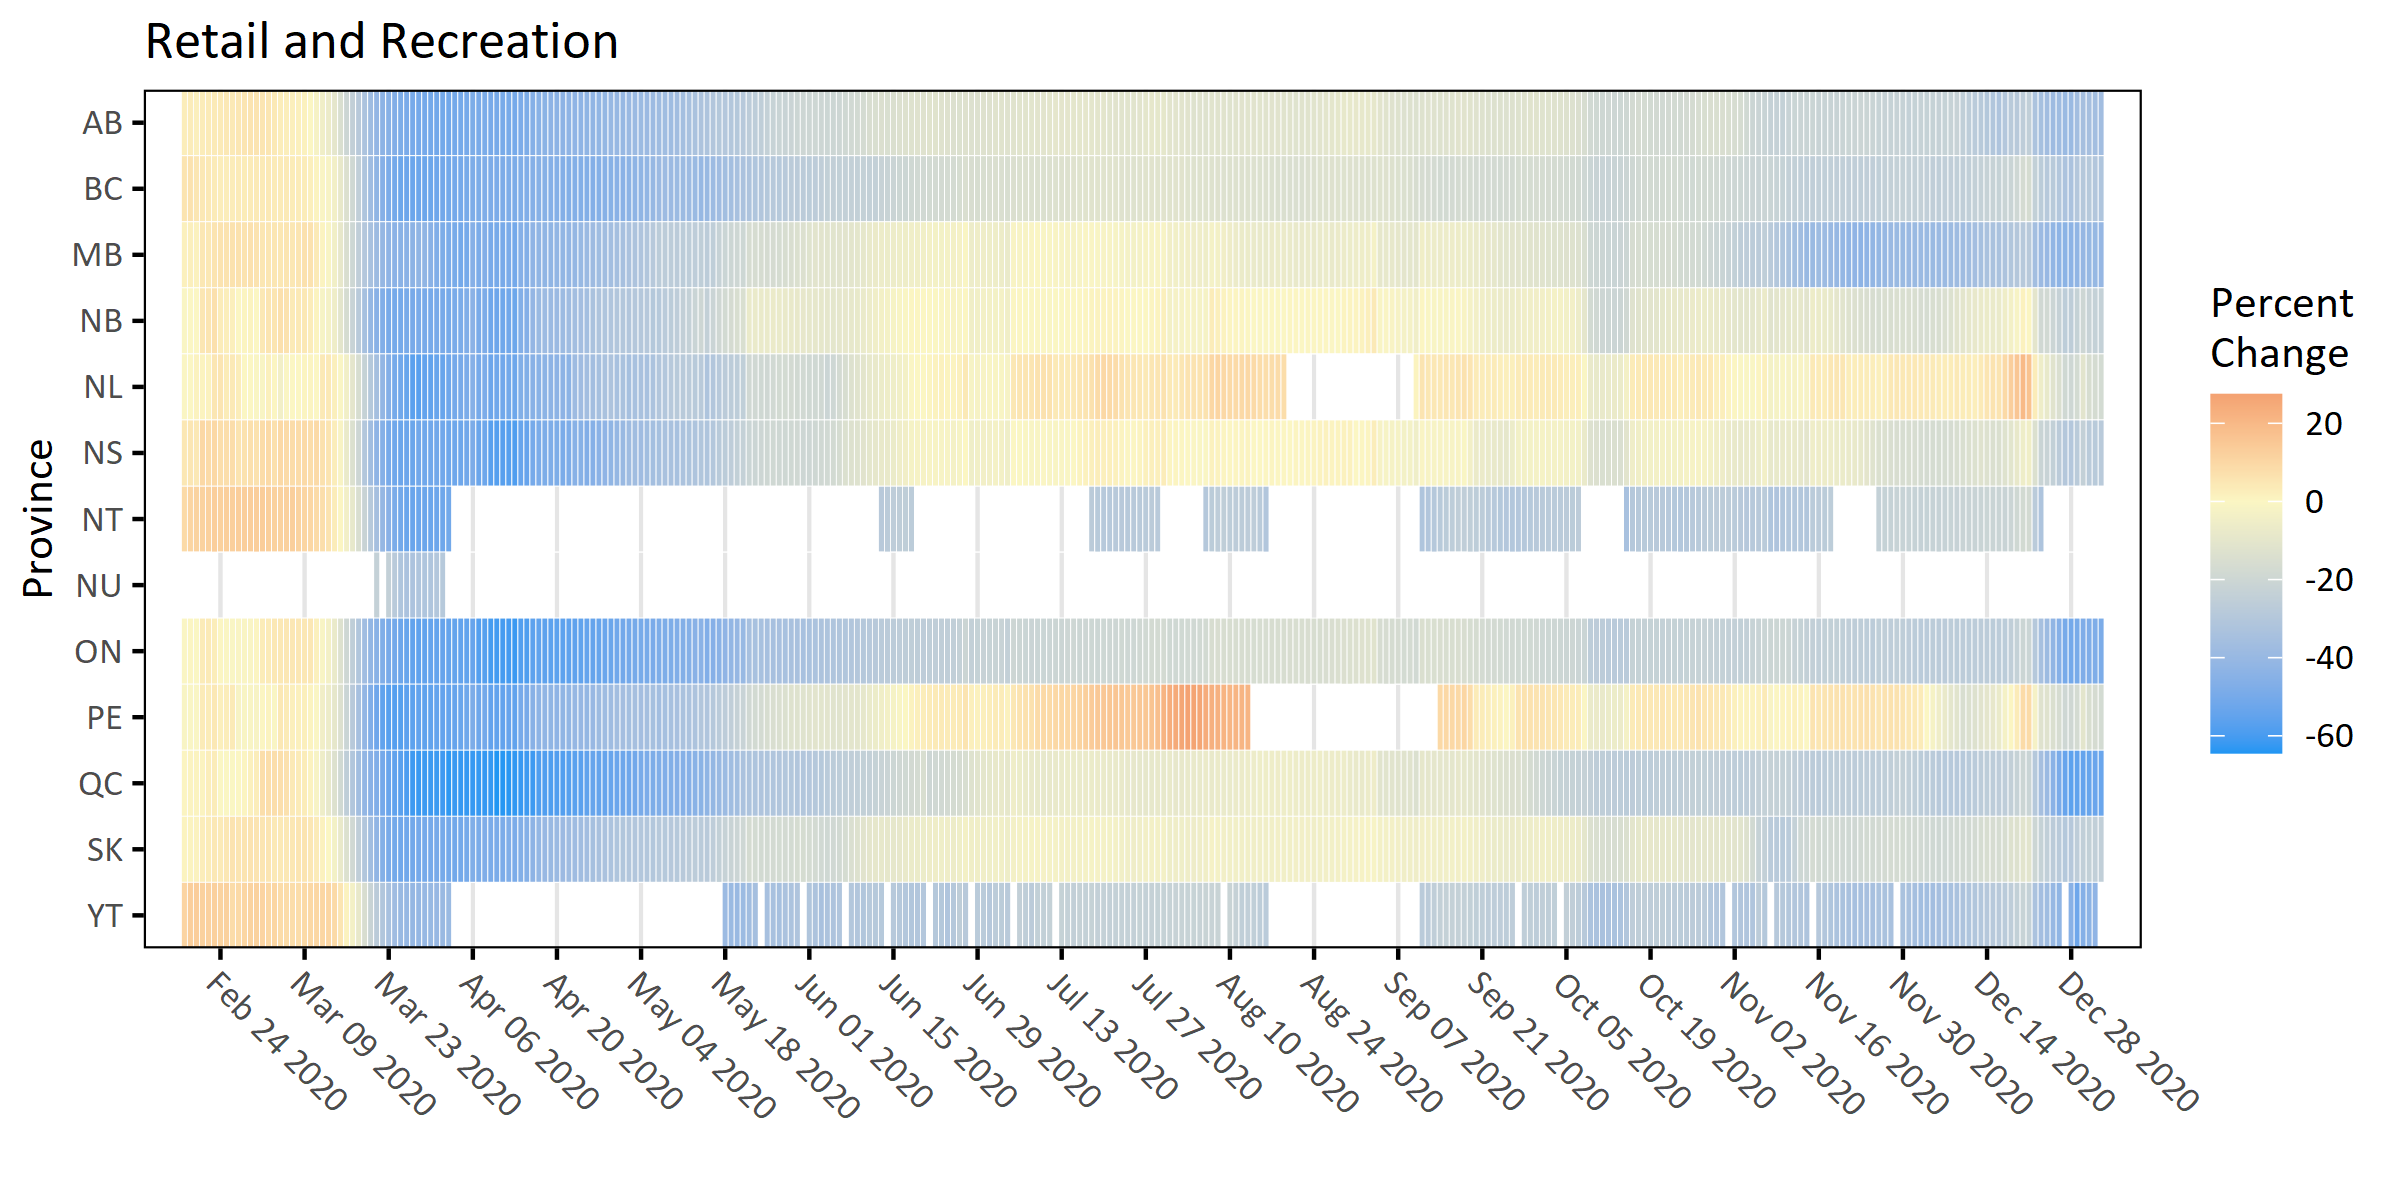 Retail and Recreation
Province
AB
BC
MB
NB
NL
NS
NT
NU
ON
PE
QC
SK
YT
Feb 24 2020
Mar 09 2020
Mar 23 2020
Apr 06 2020
Apr 20 2020
May 04 2020
May 18 2020
Jun 01 2020
Jun 15 2020
Jun 29 2020
Jul 13 2020
Jul 27 2020
Aug 10 2020
Aug 24 2020
Sep 07 2020
Sep 21 2020
Oct 05 2020
Oct 19 2020
Nov 02 2020
Nov 16 2020
Nov 30 2020
Dec 14 2020
Dec 28 2020
Percent
Change
20
0
-20
-40
-60